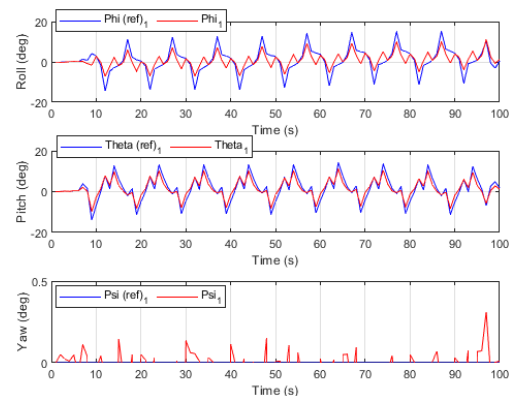 Phi (ref)1 Phi1
20
0
-20
Roll (deg)
0 10 20 30 40 50 60 70 80 90 100
Time (s)
Theta (ref)1 Theta1
20
0
-20
Pitch (deg)
0 10 20 30 40 50 60 70 80 90 100
Time (s)
Psi (ref)1 Psi1
0.5
0
Yaw (deg)
0 10 20 30 40 50 60 70 80 90 100
Time (s)